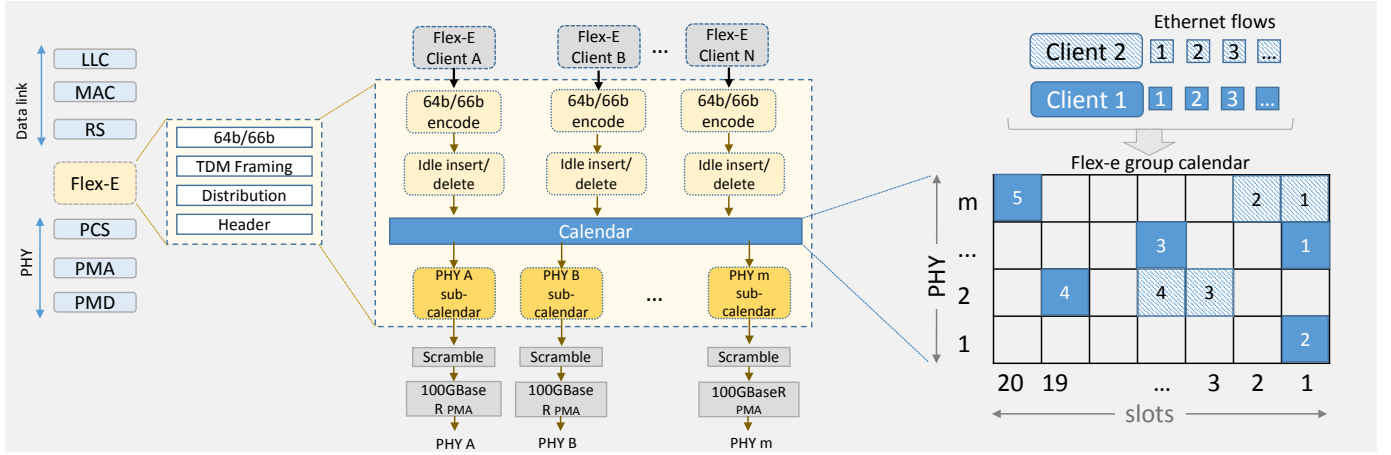 Data link
LLC
MAC
RS
Flex-E
PHY
PCS
PMA
PMD
64b/66b
TDM Framing
Distribution
Header
Flex-E
Client A
Flex-E
Client B
...
Flex-E
Client N
64b/66b
encode
64b/66b
encode
64b/66b
encode
Idle insert/
delete
Idle insert/
delete
Idle insert/
delete
Calendar
PHY A
sub-
calendar
PHY B
sub-
calendar
...
PHY m
sub-
calendar
Scramble
Scramble
Scramble
100GBase
R PMA
100GBase
R PMA
100GBaseR
PMA
PHY A
PHY B
PHY m
Ethernet flows
Client 2 1 2 3 ...
Client 1 1 2 3 ...
Flex-e group calendar
PHY
m 5 2 1
... 3 1
2 4 4 3
1 2
20 19 ... 3 2 1
slots